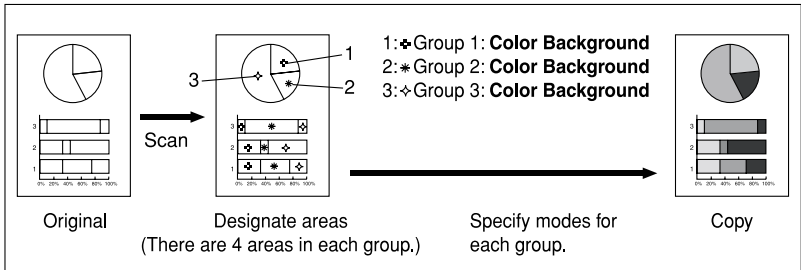 1
2
3
1: Group 1: Color Background
2: Group 2: Color Background
3: Group 3: Color Background
3
2
1
0% 20% 40% 60% 80% 100%
Scan
3
2
1
0% 20% 40% 60% 80% 100%
3
2
1
0% 20% 40% 60% 80% 100%
Original
Designate areas
(There are 4 areas in each group.)
Specify modes for
each group.
Copy